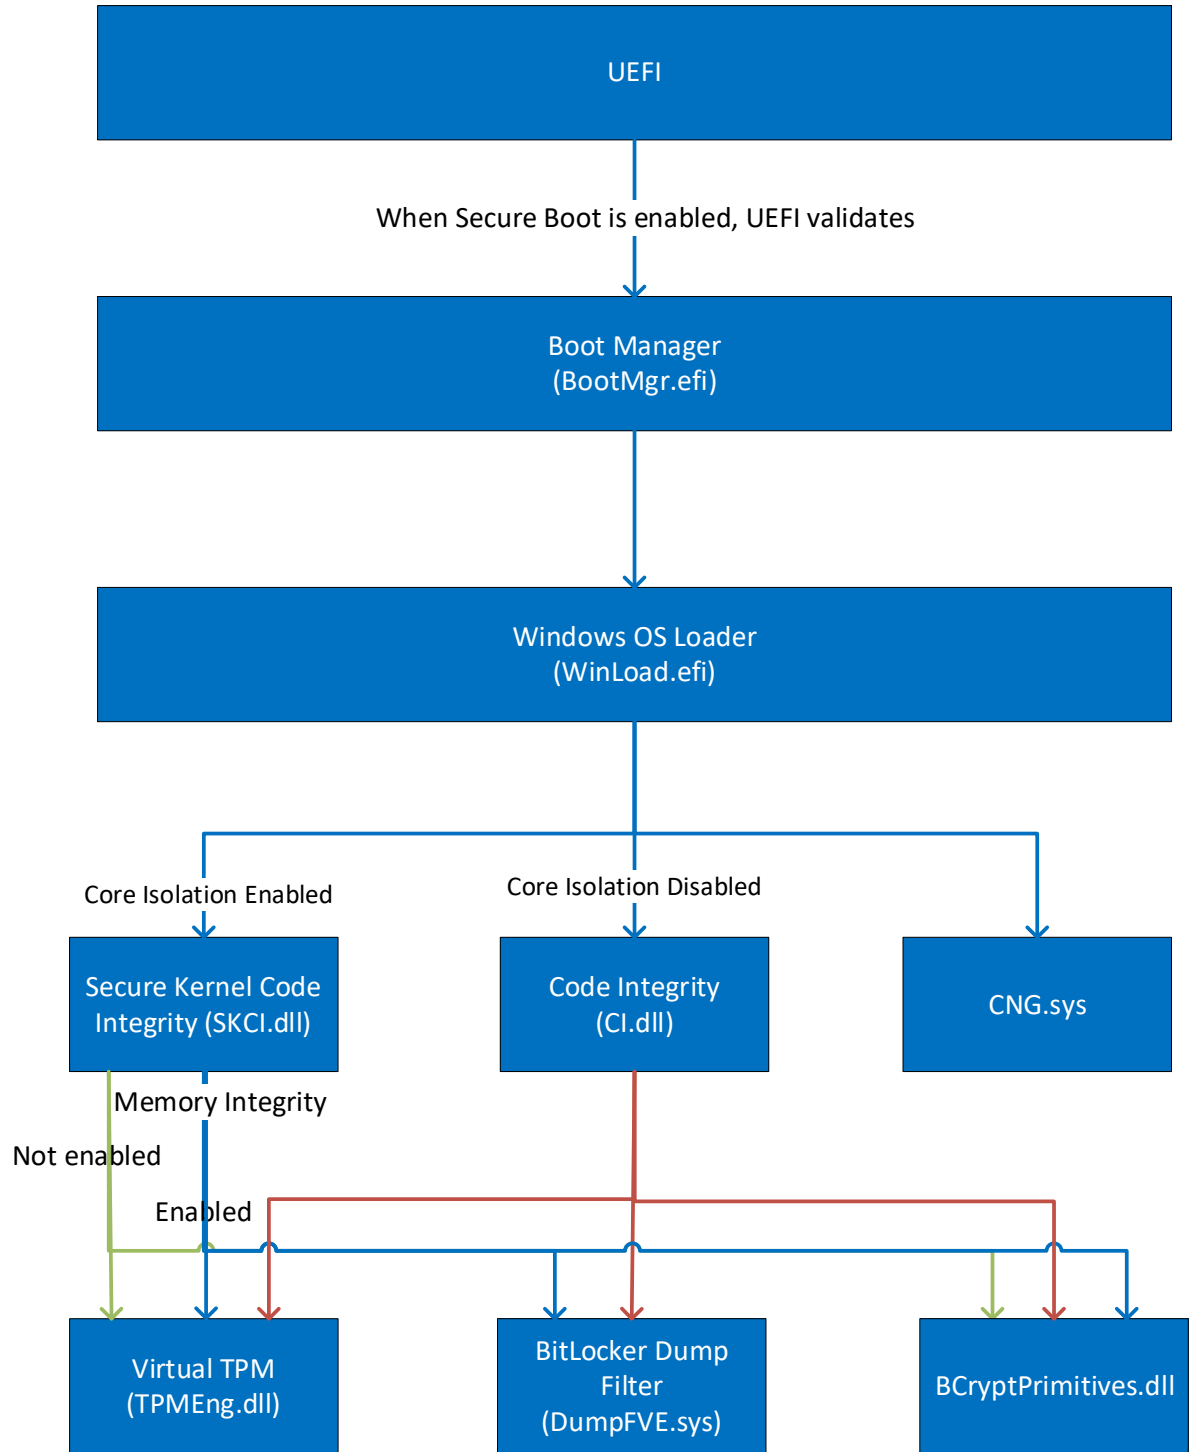 UEFI
When Secure Boot is enabled, UEFI validates
Boot Manager
(BootMgr.efi)
Windows OS Loader
(WinLoad.efi)
Core Isolation Enabled
Core Isolation Disabled
Secure Kernel Code
Integrity (SKCI.dll)
Code Integrity
(CI.dll)
CNG.sys
Memory Integrity
Not enabled
Enabled
Virtual TPM
(TPMEng.dll)
BitLocker Dump
Filter
(DumpFVE.sys)
BCryptPrimitives.dll